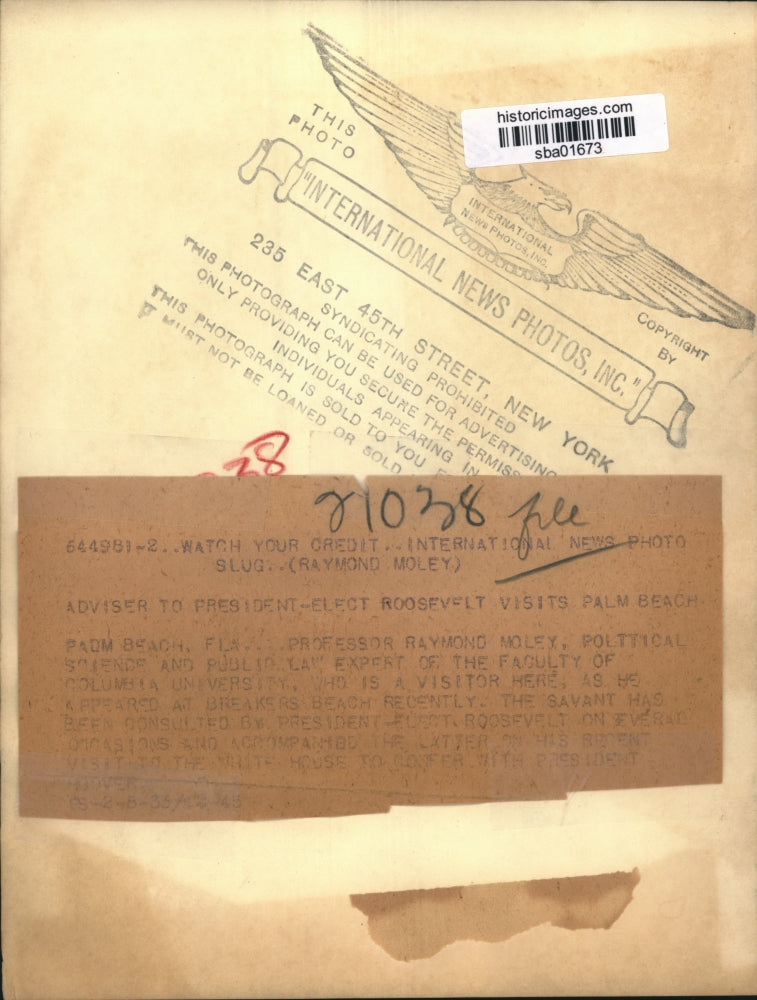 historicimages.com
sba01673
THIS
PHOTO
INTERNATIONAL
NEWS PHOTOS, INC.
"INTERNATIONAL NEWS PHOTOS, INC."
COPYRIGHT
BY
235 EAST 45TH STREET, NEW YORK
SYNDICATING PROHIBITED
THIS PHOTOGRAPH CAN BE USED FOR ADVERTISING
ONLY PROVIDING YOU SECURE THE PERMISS
INDIVIDUALS APPEARING IN
THIS PHOTOGRAPH IS SOLD TO YOU F
IT MUST NOT BE LOANED OR SOLD
38
21038 file
644981-2..WATCH YOUR CREDIT..INTERNATIONAL NEWS PHOTO
SLUG..(RAYMOND MOLEY)
ADVISER TO PRESIDENT-ELECT ROOSEVELT VISITS PALM BEACH.
PALM BEACH, FLA....PROFESSOR RAYMOND MOLEY, POLITICAL
SCIENCE AND PUBLIC LAW EXPERT OF THE FACULTY OF
COLUMBIA UNIVERSITY, WHO IS A VISITOR HERE, AS HE
APPEARED AT BREAKERS BEACH RECENTLY. THE SAVANT HAS
BEEN CONSULTED BY PRESIDENT-ELECT ROOSEVELT ON SEVERAL
OCCASIONS AND ACCOMPANIED THE LATTER ON HIS RECENT
VISIT TO THE WHITE HOUSE TO CONFER WITH PRESIDENT
HOOVER.